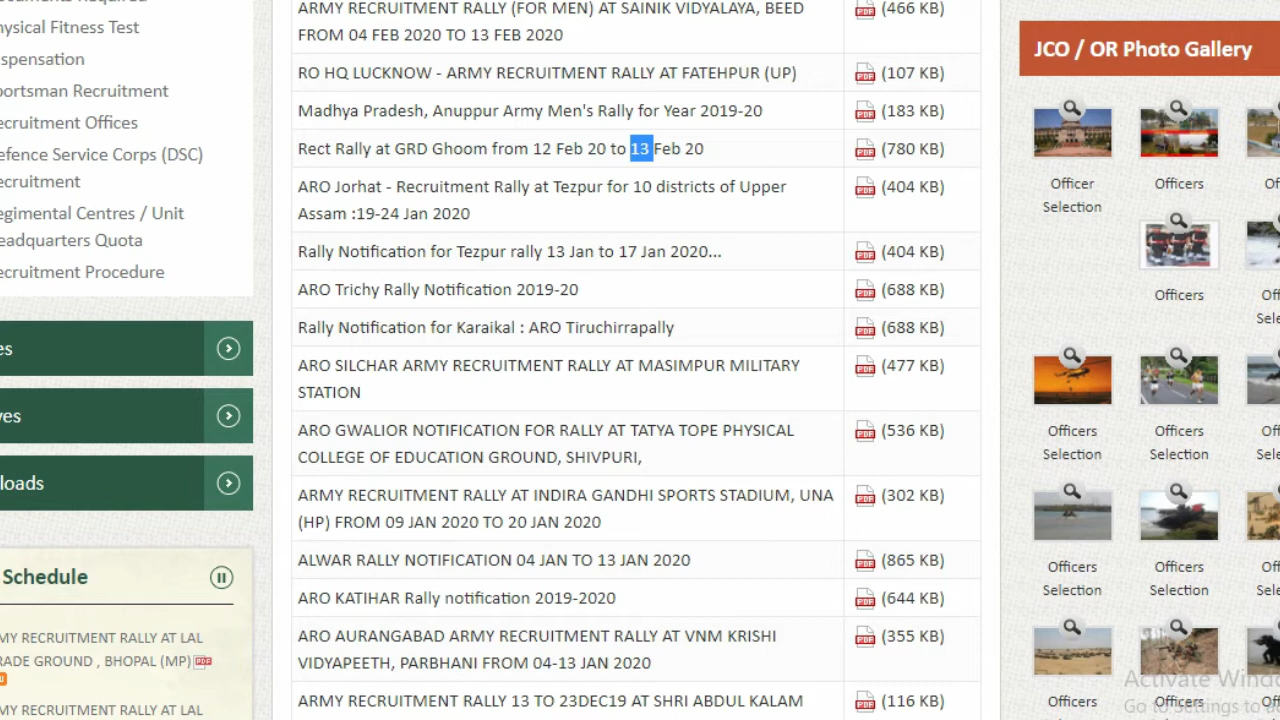 hysical Fitness Test
spensation
portsman Recruitment
ecruitment Offices
efence Service Corps (DSC)
ecruitment
egimental Centres / Unit
eadquarters Quota
ecruitment Procedure
es
ves
loads
Schedule
MY RECRUITMENT RALLY AT LAL
RADE GROUND , BHOPAL (MP)
MY RECRUITMENT RALLY AT LAL
ARMY RECRUITMENT RALLY (FOR MEN) AT SAINIK VIDYALAYA, BEED (466 KB)
FROM 04 FEB 2020 TO 13 FEB 2020
RO HQ LUCKNOW - ARMY RECRUITMENT RALLY AT FATEHPUR (UP) (107 KB)
Madhya Pradesh, Anuppur Army Men's Rally for Year 2019-20 (183 KB)
Rect Rally at GRD Ghoom from 12 Feb 20 to 13 Feb 20 (780 KB)
ARO Jorhat - Recruitment Rally at Tezpur for 10 districts of Upper (404 KB)
Assam :19-24 Jan 2020
Rally Notification for Tezpur rally 13 Jan to 17 Jan 2020... (404 KB)
ARO Trichy Rally Notification 2019-20 (688 KB)
Rally Notification for Karaikal : ARO Tiruchirrapally (688 KB)
ARO SILCHAR ARMY RECRUITMENT RALLY AT MASIMPUR MILITARY (477 KB)
STATION
ARO GWALIOR NOTIFICATION FOR RALLY AT TATYA TOPE PHYSICAL (536 KB)
COLLEGE OF EDUCATION GROUND, SHIVPURI,
ARMY RECRUITMENT RALLY AT INDIRA GANDHI SPORTS STADIUM, UNA (302 KB)
(HP) FROM 09 JAN 2020 TO 20 JAN 2020
ALWAR RALLY NOTIFICATION 04 JAN TO 13 JAN 2020 (865 KB)
ARO KATIHAR Rally notification 2019-2020 (644 KB)
ARO AURANGABAD ARMY RECRUITMENT RALLY AT VNM KRISHI (355 KB)
VIDYAPEETH, PARBHANI FROM 04-13 JAN 2020
ARMY RECRUITMENT RALLY 13 TO 23DEC19 AT SHRI ABDUL KALAM (116 KB)
JCO / OR Photo Gallery
Officer
Selection
Officers
Of
Officers
Of
Sele
Officers
Selection
Officers
Selection
Of
Sele
Officers
Selection
Officers
Selection
Of
Sele
Officers
Officers
Of
Activate Windo
Go to Settings to ac